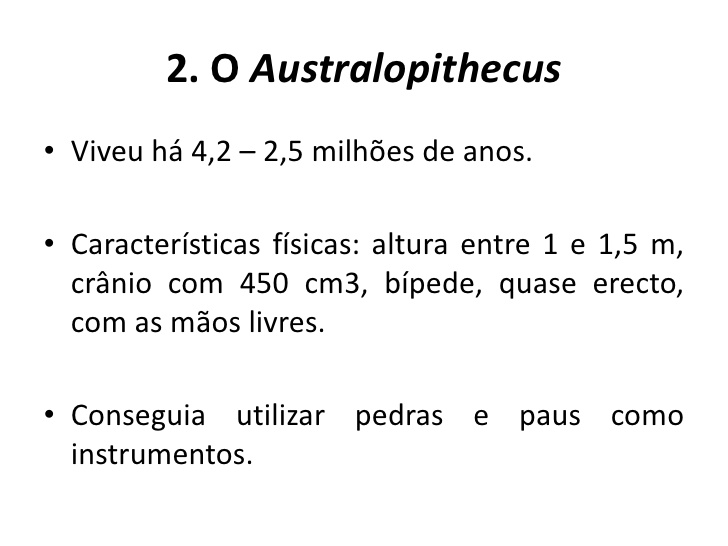 2. O Australopithecus
• Viveu há 4,2 – 2,5 milhões de anos.
• Características físicas: altura entre 1 e 1,5 m,
crânio com 450 cm3, bípede, quase erecto,
com as mãos livres.
• Conseguia utilizar pedras e paus como
instrumentos.